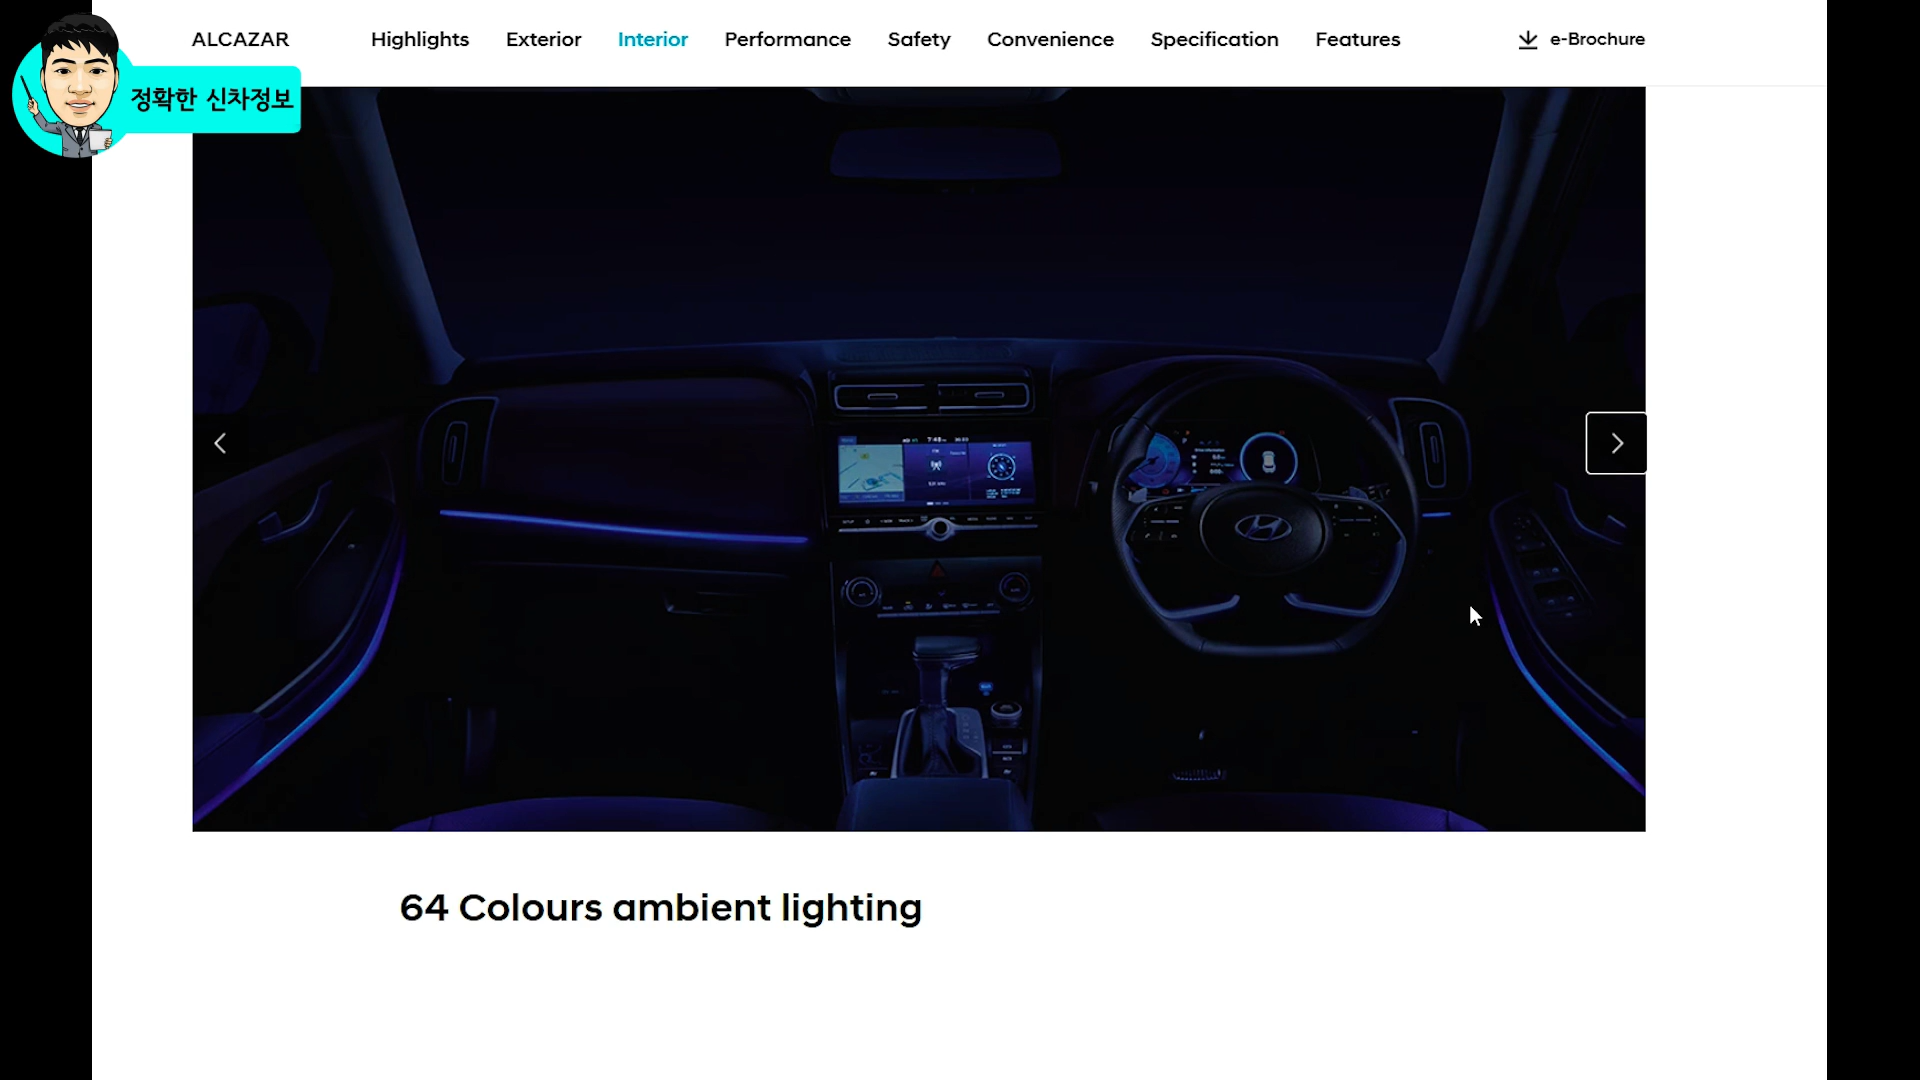 ALCAZAR Highlights Exterior Interior Performance Safety Convenience Specification Features e-Brochure
정확한 신차정보
64 Colours ambient lighting